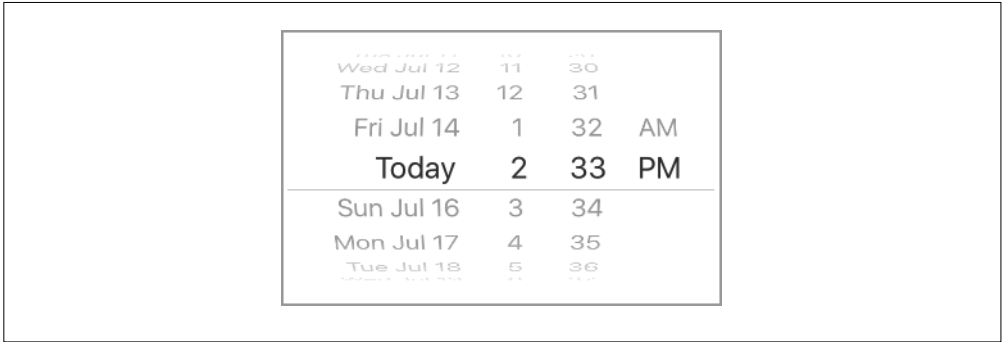 Wed Jul 12 11 30
Thu Jul 13 12 31
Fri Jul 14 1 32 AM
Today 2 33 PM
Sun Jul 16 3 34
Mon Jul 17 4 35
Tue Jul 18 5 36